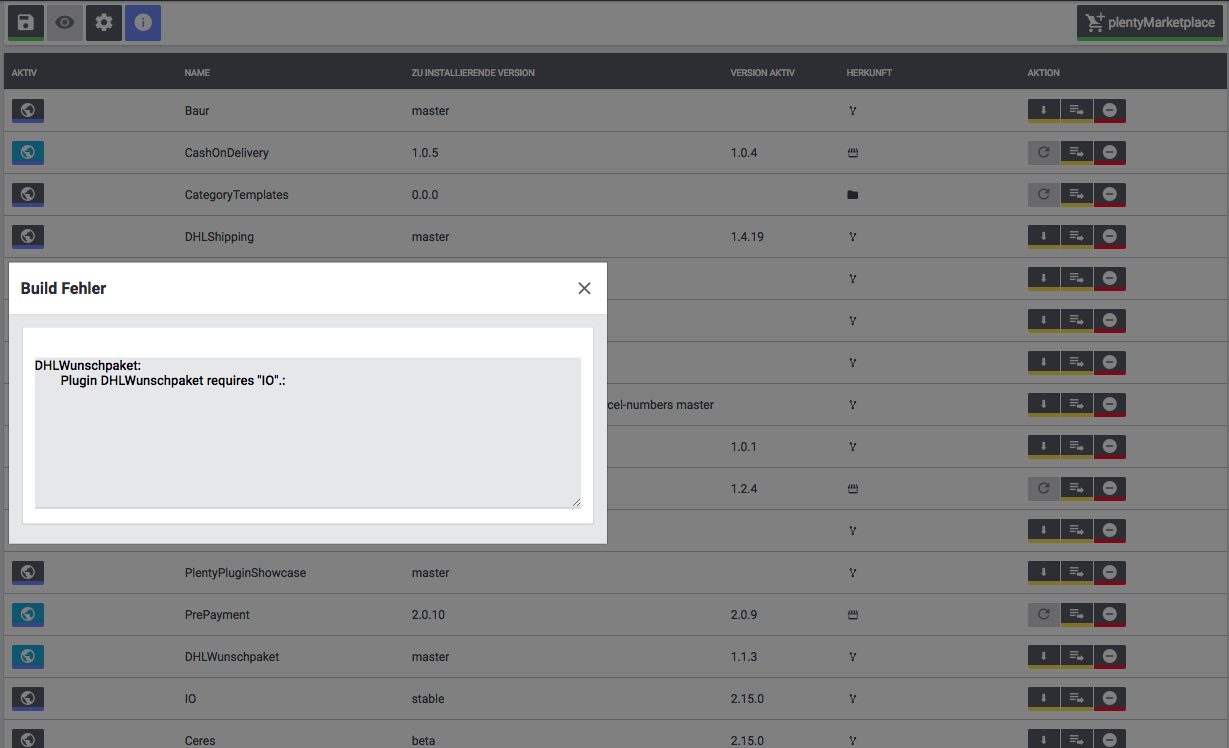 plentyMarketplace
AKTIV NAME ZU INSTALLIERENDE VERSION VERSION AKTIV HERKUNFT AKTION
Baur master
CashOnDelivery 1.0.5 1.0.4
CategoryTemplates 0.0.0
DHLShipping master 1.4.19
Build Fehler
DHLWunschpaket:
Plugin DHLWunschpaket requires "IO".:
cel-numbers master
1.0.1
1.2.4
PlentyPluginShowcase master
PrePayment 2.0.10 2.0.9
DHLWunschpaket master 1.1.3
IO stable 2.15.0
Ceres beta 2.15.0